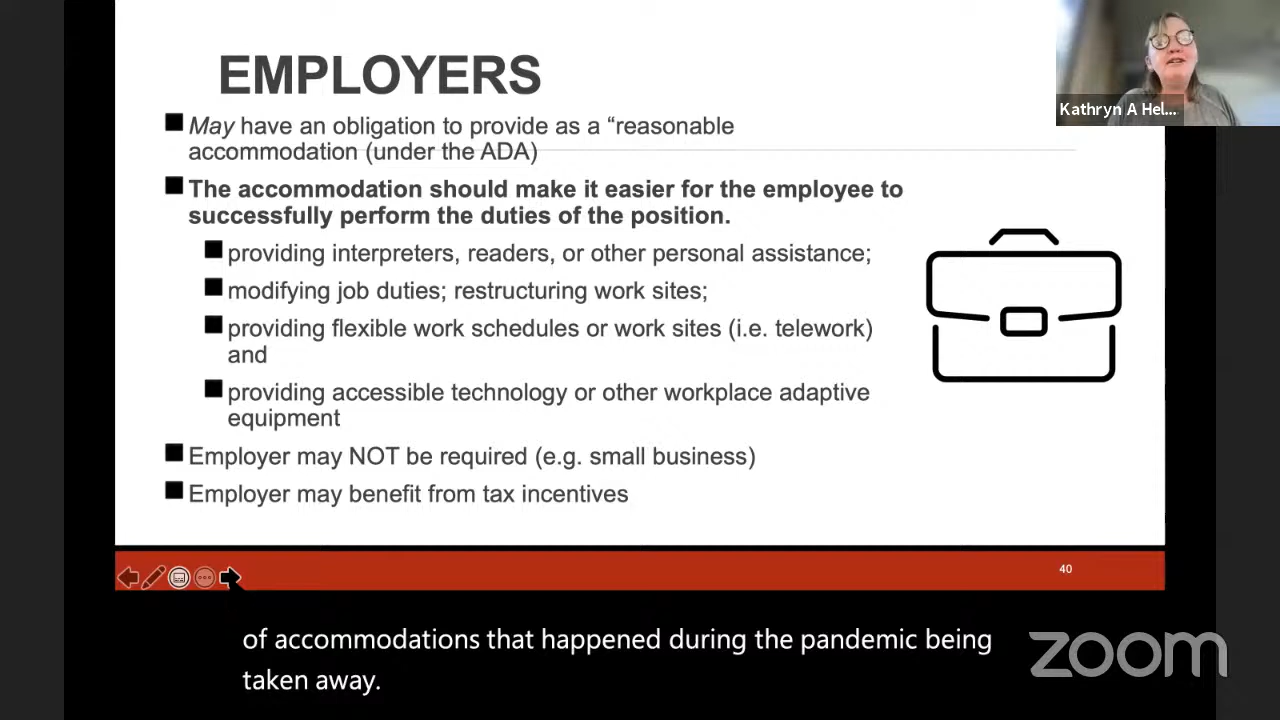 EMPLOYERS
May have an obligation to provide as a “reasonable
accommodation (under the ADA)
The accommodation should make it easier for the employee to
successfully perform the duties of the position.
providing interpreters, readers, or other personal assistance;
modifying job duties; restructuring work sites;
providing flexible work schedules or work sites (i.e. telework)
and
providing accessible technology or other workplace adaptive
equipment
Employer may NOT be required (e.g. small business)
Employer may benefit from tax incentives
40
Kathryn A Hel...
of accommodations that happened during the pandemic being
taken away.
zoom